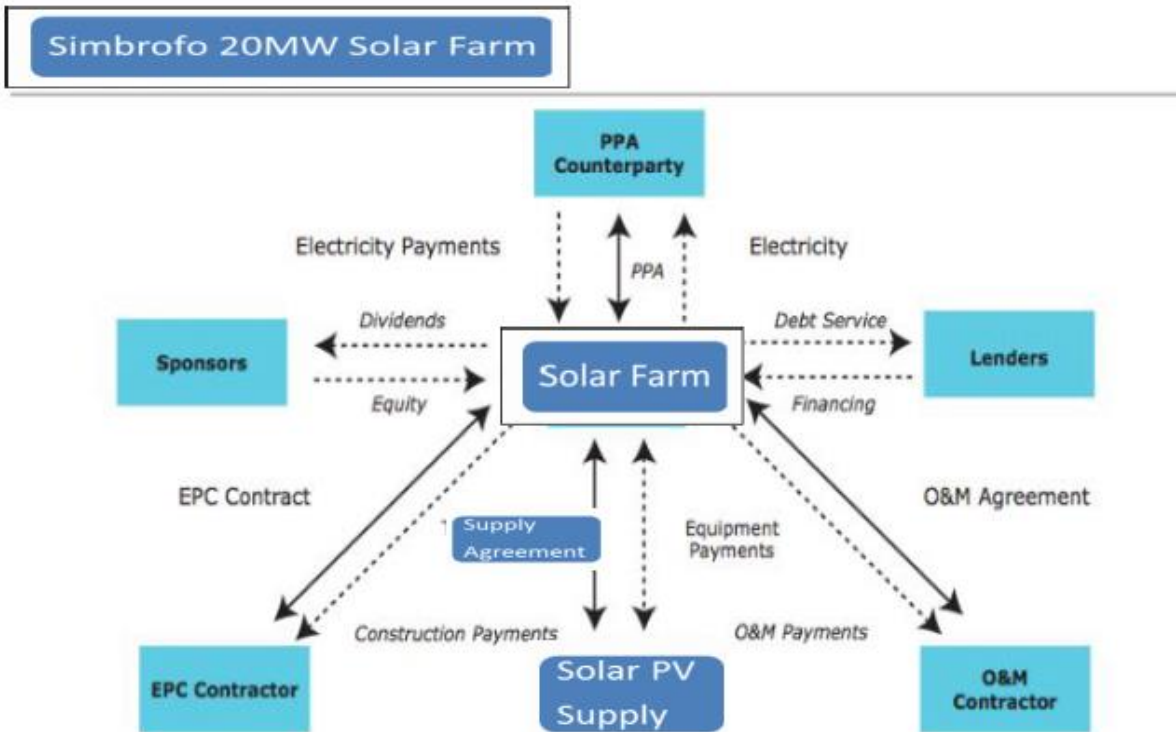 Simbrofo 20MW Solar Farm
PPA
Counterparty
Electricity Payments
PPA
Electricity
Dividends
Debt Service
Sponsors
Solar Farm
Lenders
Equity
Financing
EPC Contract
O&M Agreement
Supply
Agreement
Equipment
Payments
Construction Payments
O&M Payments
EPC Contractor
Solar PV
Supply
O&M
Contractor